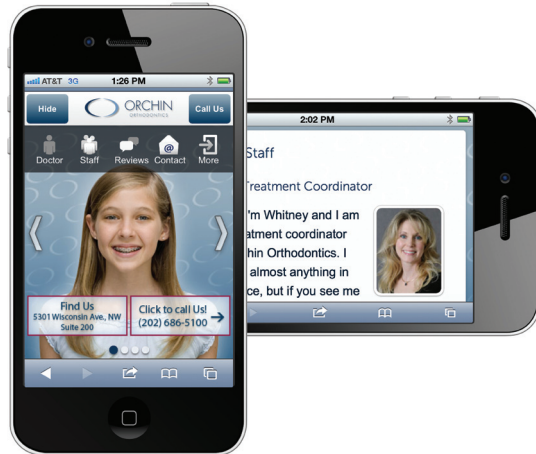 AT&T 3G 1:26 PM
Hide ORCHIN Call Us
ORTHODONTICS
Doctor Staff Reviews Contact More
@
Find Us
5301 Wisconsin Ave., NW
Suite 200
Click to call Us!
(202) 686-5100
2:02 PM
Staff
Treatment Coordinator
'm Whitney and I am
atment coordinator
hin Orthodontics. I
almost anything in
ce, but if you see me